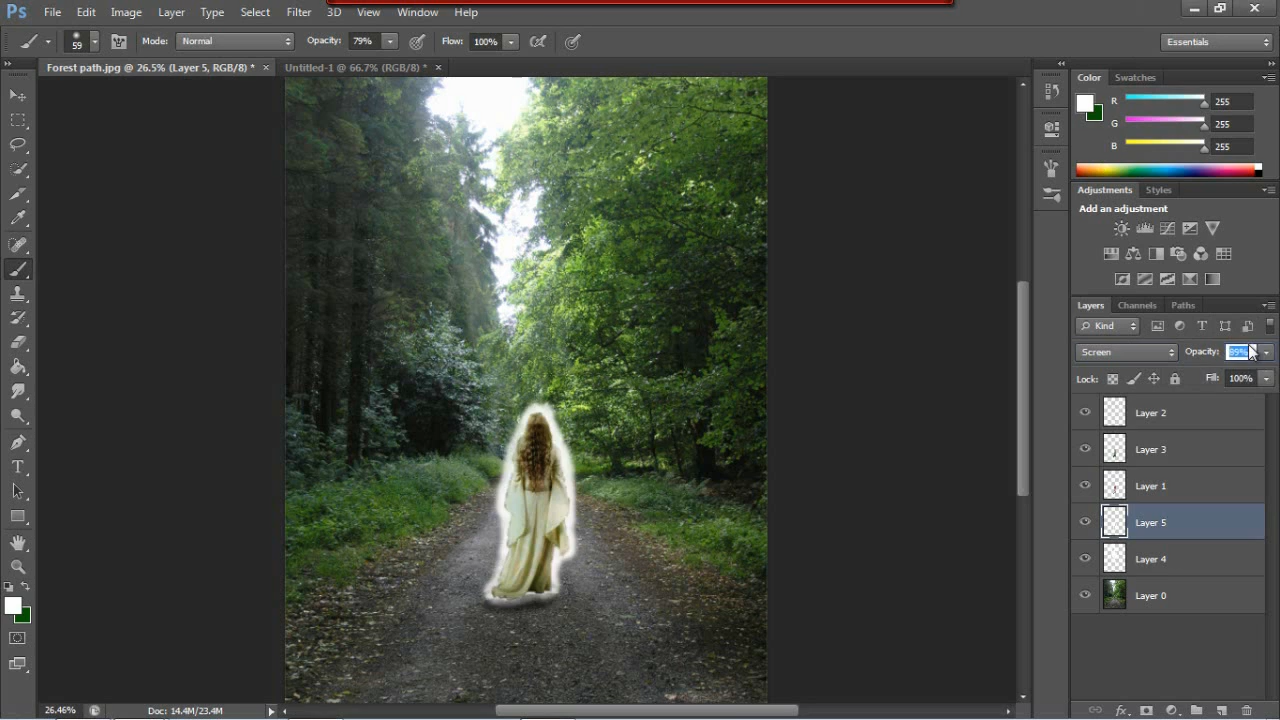 Ps File Edit Image Layer Type Select Filter 3D View Window Help
59 Mode: Normal Opacity: 79% Flow: 100% Essentials
Forest path.jpg @ 26.5% (Layer 5, RGB/8) * × Untitled-1 @ 66.7% (RGB/8) * ×
Color Swatches
R 255
G 255
B 255
Adjustments Styles
Add an adjustment
Layers Channels Paths
Kind T
Screen Opacity: 89%
Lock: Fill: 100%
Layer 2
Layer 3
Layer 1
Layer 5
Layer 4
Layer 0
T
26.46% Doc: 14.4M/23.4M fx